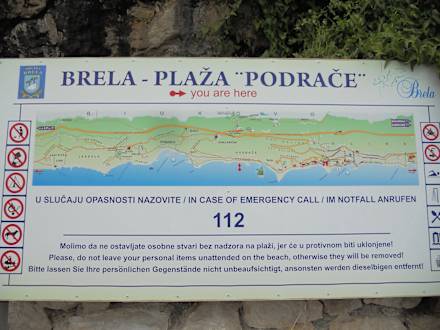 BRELA
BRELA - PLAŽA "PODRAČE"
you are here
Brela
U SLUČAJU OPASNOSTI NAZOVITE / IN CASE OF EMERGENCY CALL / IM NOTFALL ANRUFEN
112
Molimo da ne ostavljate osobne stvari bez nadzora na plaži, jer će u protivnom biti uklonjene!
Please, do not leave your personal items unattended on the beach, otherwise they will be removed!
Bitte lassen Sie Ihre persönlichen Gegenstände nicht unbeaufsichtigt, ansonsten werden dieselbigen entfernt!